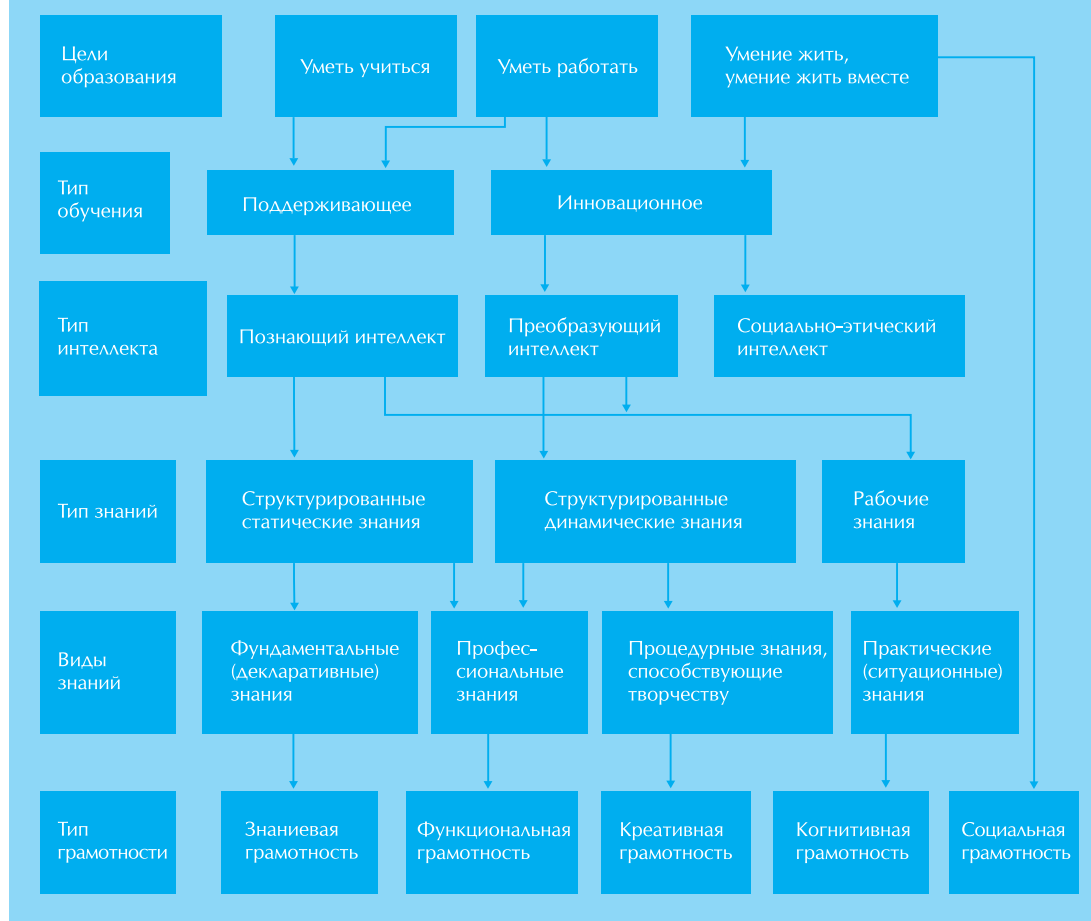 Цели
образования
Уметь учиться
Уметь работать
Умение жить,
умение жить вместе
Тип
обучения
Поддерживающее
Инновационное
Тип
интеллекта
Познающий интеллект
Преобразующий
интеллект
Социально-этический
интеллект
Тип знаний
Структурированные
статические знания
Структурированные
динамические знания
Рабочие
знания
Виды
знаний
Фундаментальные
(декларативные)
знания
Профес-
сиональные
знания
Процедурные знания,
способствующие
творчеству
Практические
(ситуационные)
знания
Тип
грамотности
Знаниевая
грамотность
Функциональная
грамотность
Креативная
грамотность
Когнитивная
грамотность
Социальная
грамотность